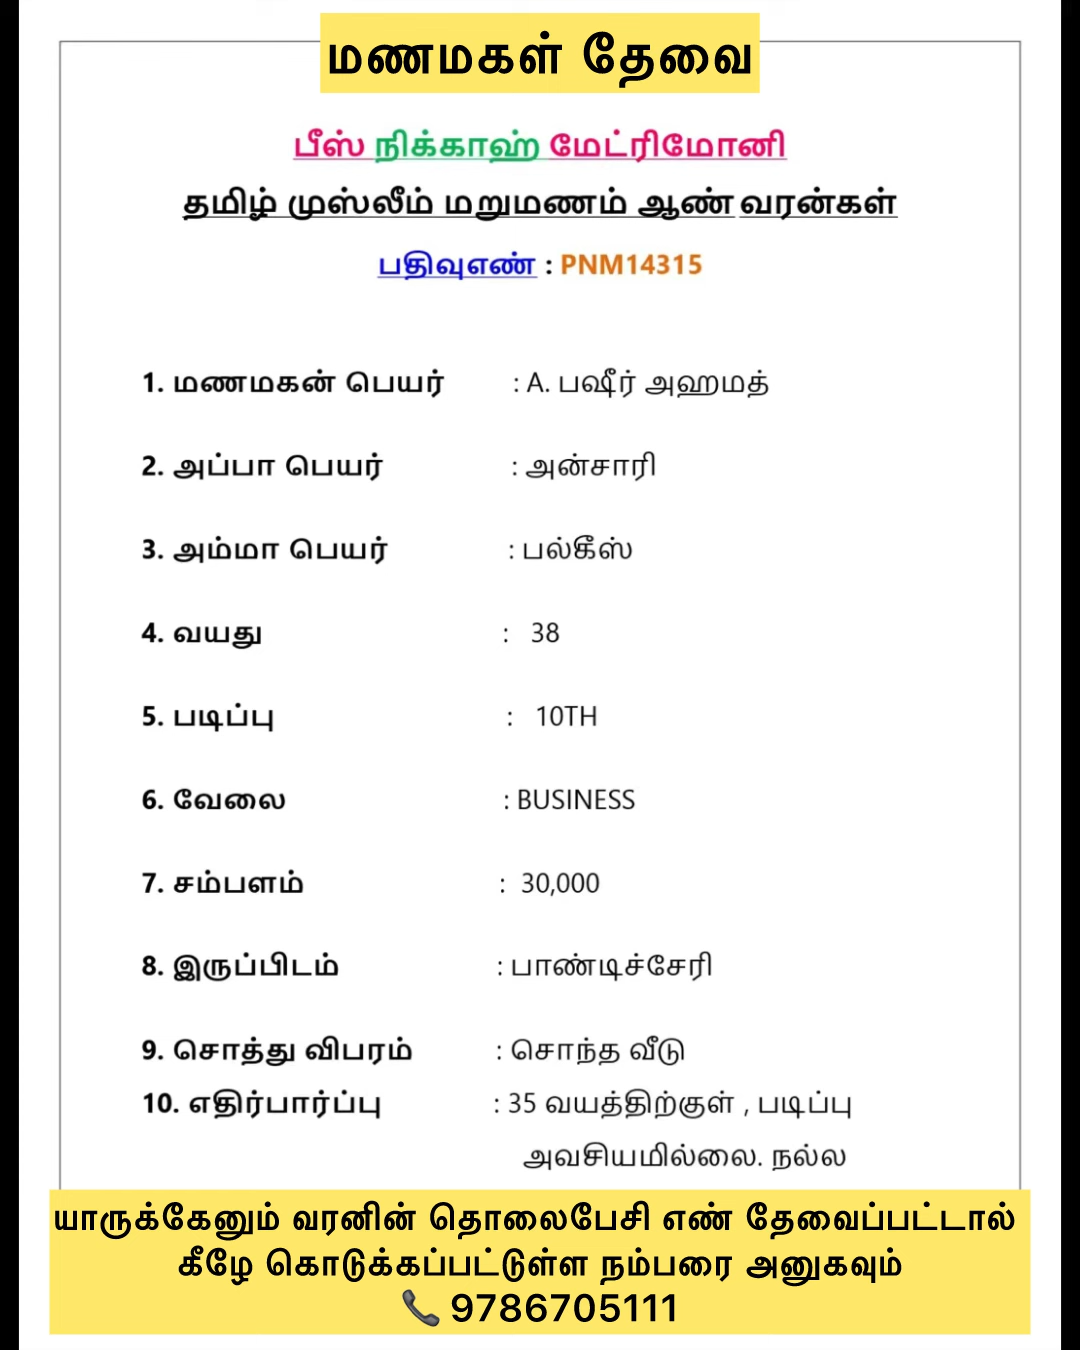 மணமகள் தேவை
பீஸ் நிக்காஹ் மேட்ரிமோனி
தமிழ் முஸ்லீம் மறுமணம் ஆண் வரன்கள்
பதிவுஎண் : PNM14315
1. மணமகன் பெயர் : A. பஷீர் அஹமத்
2. அப்பா பெயர் : அன்சாரி
3. அம்மா பெயர் : பல்கீஸ்
4. வயது : 38
5. படிப்பு : 10TH
6. வேலை : BUSINESS
7. சம்பளம் : 30,000
8. இருப்பிடம் : பாண்டிச்சேரி
9. சொத்து விபரம் : சொந்த வீடு
10. எதிர்பார்ப்பு : 35 வயத்திற்குள் , படிப்பு
அவசியமில்லை. நல்ல
யாருக்கேனும் வரனின் தொலைபேசி எண் தேவைப்பட்டால்
கீழே கொடுக்கப்பட்டுள்ள நம்பரை அனுகவும்
📞 9786705111